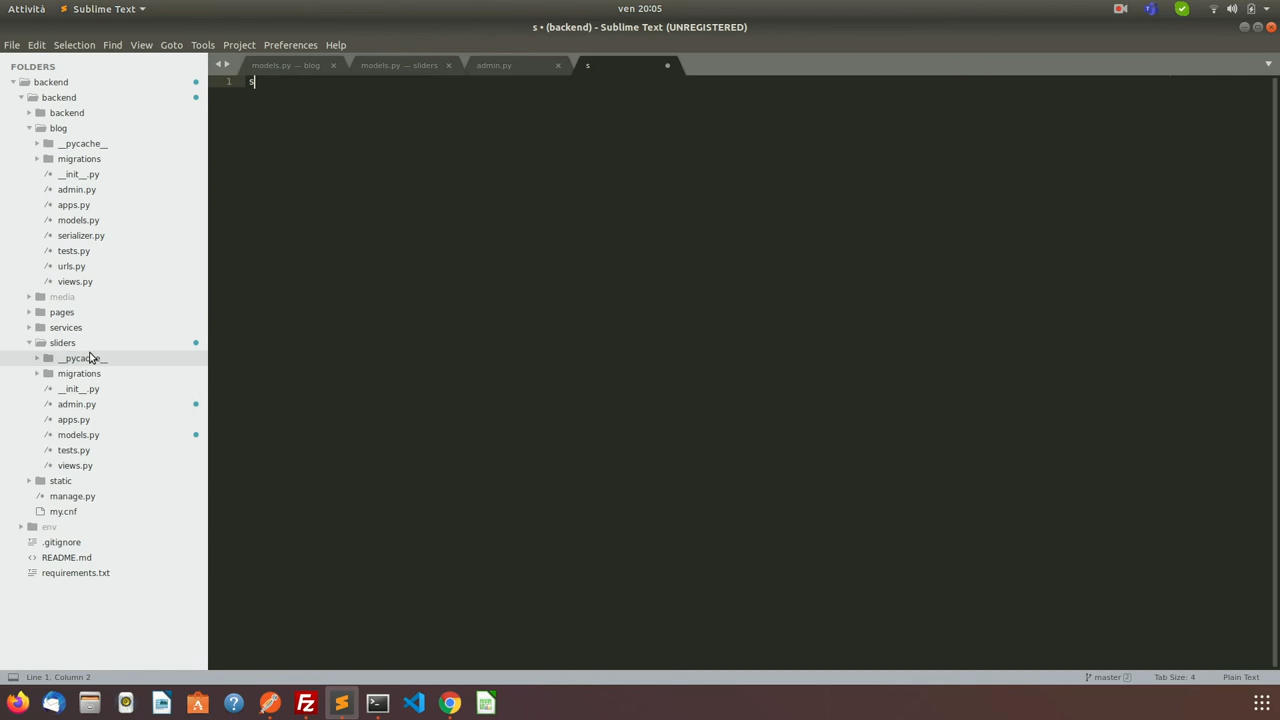 Attività
Sublime Text
ven 20:05
s • (backend) - Sublime Text (UNREGISTERED)
File Edit Selection Find View Goto Tools Project Preferences Help
FOLDERS
models.py — blog
models.py — sliders
admin.py
s
1 s
backend
backend
backend
blog
__pycache__
migrations
__init__.py
admin.py
apps.py
models.py
serializer.py
tests.py
urls.py
views.py
media
pages
services
sliders
__pycache__
migrations
__init__.py
admin.py
apps.py
models.py
tests.py
views.py
static
manage.py
my.cnf
env
.gitignore
README.md
requirements.txt
Line 1, Column 2
master 2
Tab Size: 4
Plain Text